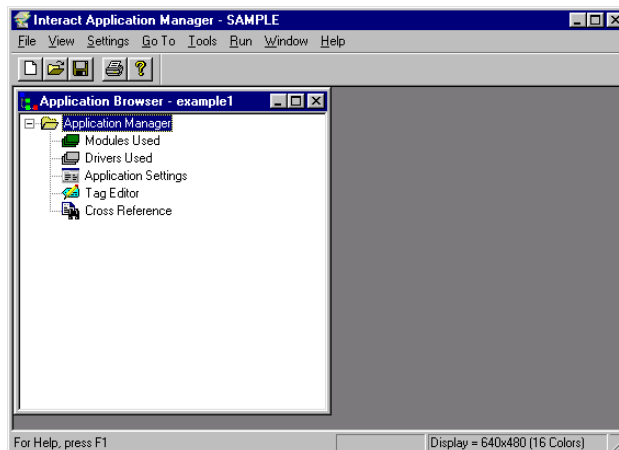 Interact Application Manager - SAMPLE
File View Settings Go To Tools Run Window Help
Application Browser - example1
Application Manager
Modules Used
Drivers Used
Application Settings
Tag Editor
Cross Reference
For Help, press F1
Display = 640x480 (16 Colors)